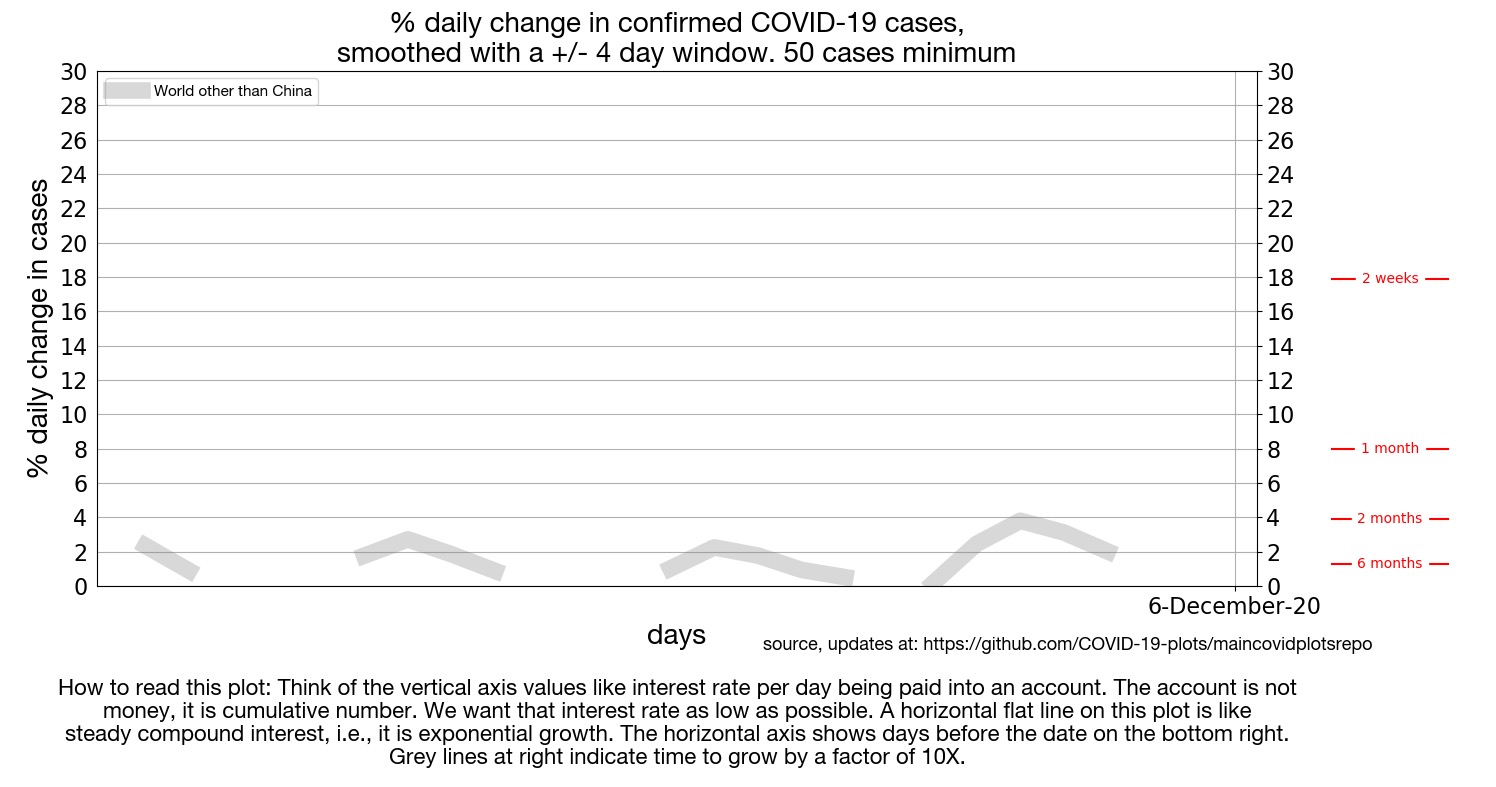 % daily change in confirmed COVID-19 cases,
smoothed with a +/- 4 day window. 50 cases minimum
World other than China
% daily change in cases
30
28
26
24
22
20
18
16
14
12
10
8
6
4
2
0
30
28
26
24
22
20
18
16
14
12
10
8
6
4
2
0
2 weeks
1 month
2 months
6 months
6-December-20
days
source, updates at: https://github.com/COVID-19-plots/maincovidplotsrepo
How to read this plot: Think of the vertical axis values like interest rate per day being paid into an account. The account is not
money, it is cumulative number. We want that interest rate as low as possible. A horizontal flat line on this plot is like
steady compound interest, i.e., it is exponential growth. The horizontal axis shows days before the date on the bottom right.
Grey lines at right indicate time to grow by a factor of 10X.